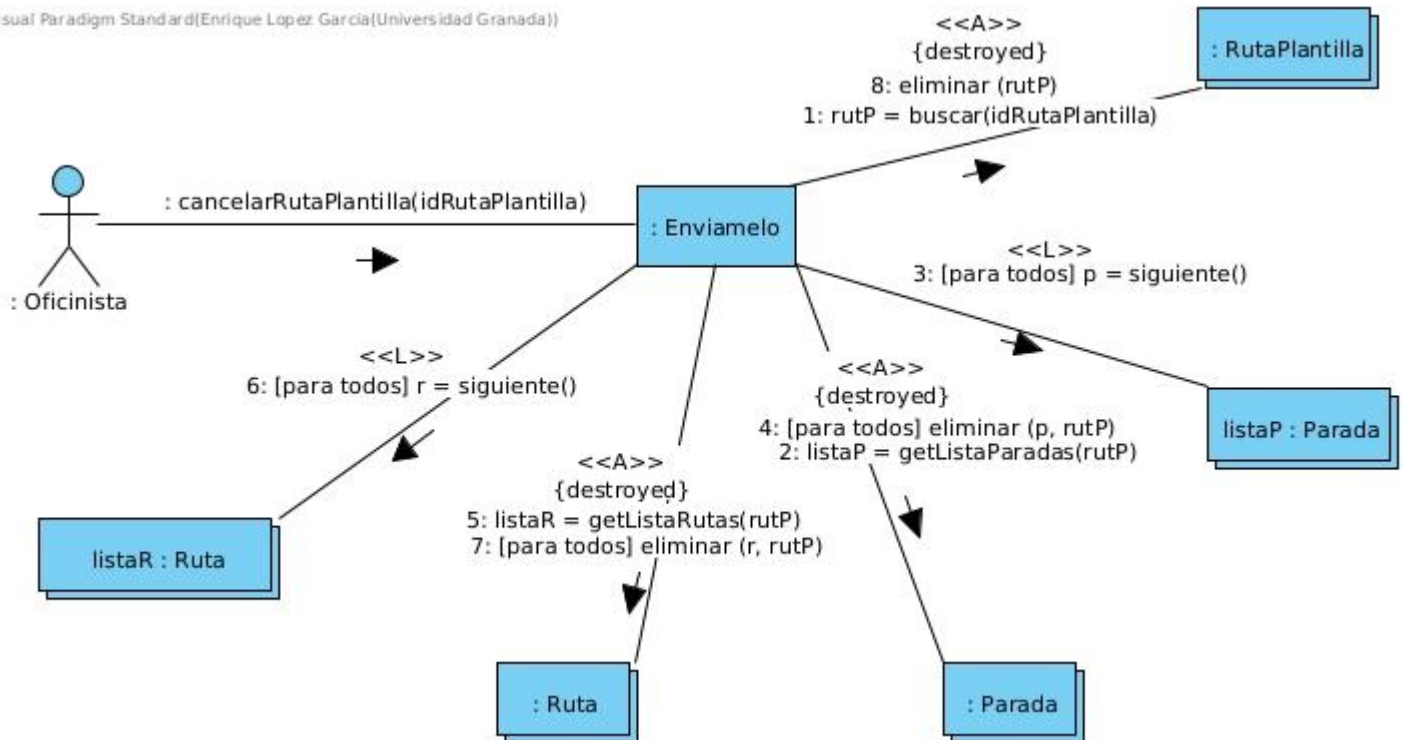 sual Paradigm Standard(Enrique Lopez Garcia(Universidad Granada))
<<A>>
{destroyed}
8: eliminar (rutP)
1: rutP = buscar(idRutaPlantilla)
: RutaPlantilla
: cancelarRutaPlantilla(idRutaPlantilla)
: Enviamelo
: Oficinista
<<L>>
3: [para todos] p = siguiente()
<<L>>
6: [para todos] r = siguiente()
<<A>>
{destroyed}
4: [para todos] eliminar (p, rutP)
2: listaP = getListaParadas(rutP)
listaP : Parada
<<A>>
{destroyed}
5: listaR = getListaRutas(rutP)
7: [para todos] eliminar (r, rutP)
listaR : Ruta
: Ruta
: Parada